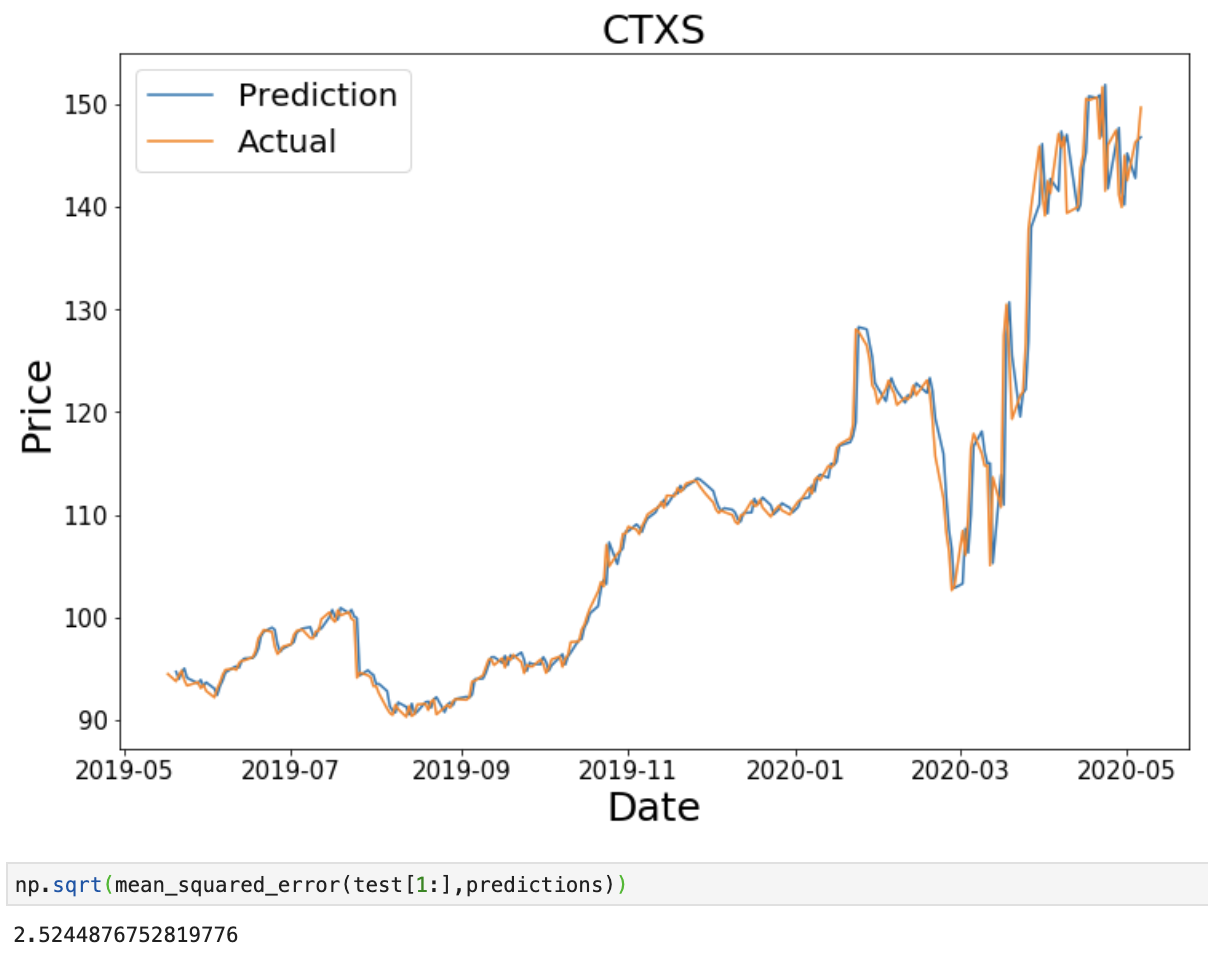 CTXS
Prediction
Actual
150
140
130
120
110
100
90
Price
2019-05 2019-07 2019-09 2019-11 2020-01 2020-03 2020-05
Date
np.sqrt(mean_squared_error(test[1:],predictions))
2.5244876752819776